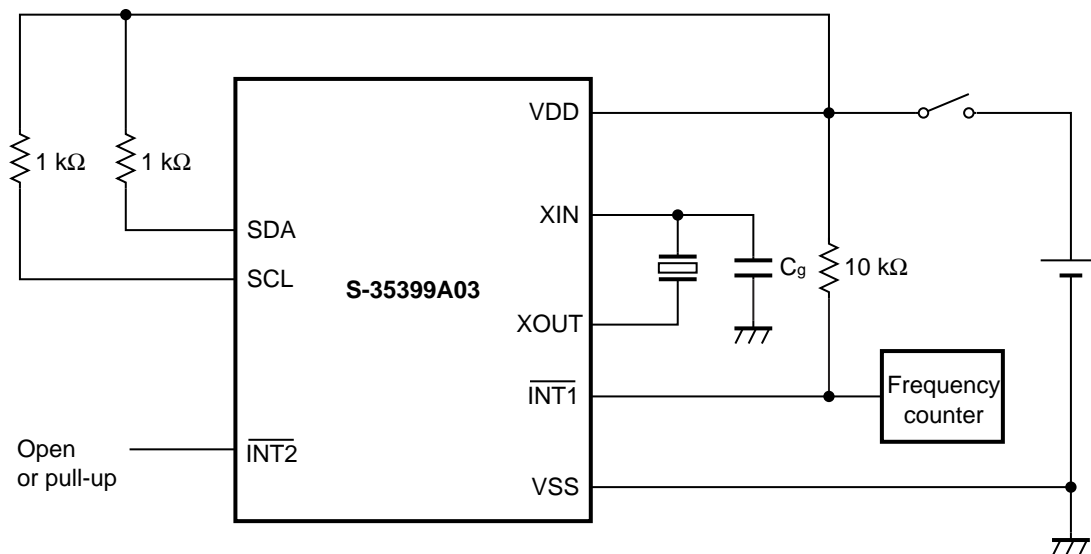 VDD
1 kΩ
1 kΩ
XIN
SDA
Cg
10 kΩ
SCL
S-35399A03
XOUT
INT1
Frequency
counter
Open
or pull-up
INT2
VSS